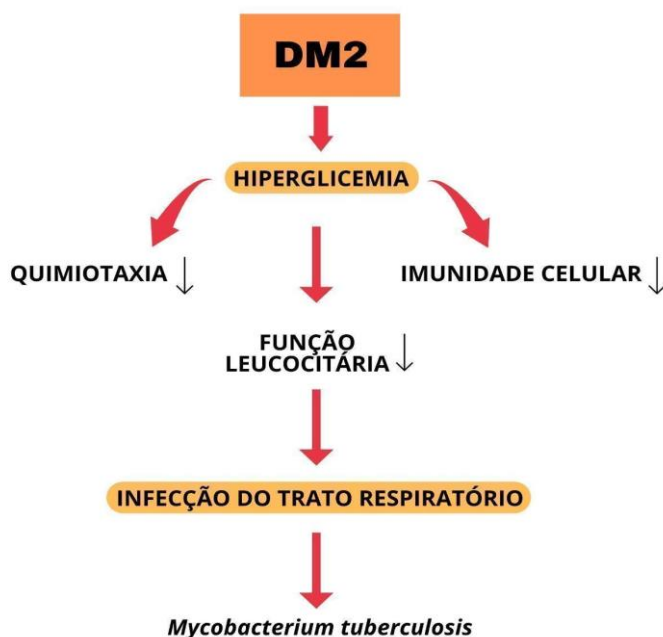 DM2
HIPERGLICEMIA
QUIMIOTAXIA ↓
IMUNIDADE CELULAR ↓
FUNÇÃO
LEUCOCITÁRIA ↓
INFECÇÃO DO TRATO RESPIRATÓRIO
Mycobacterium tuberculosis